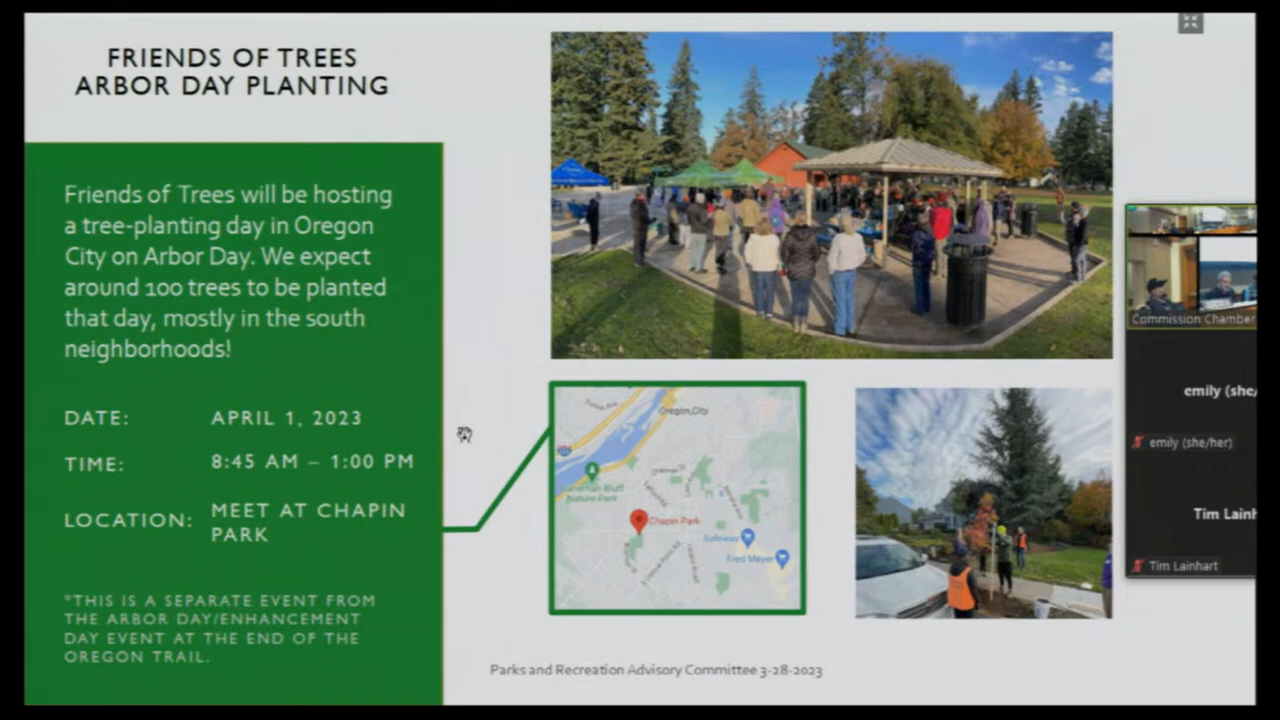 FRIENDS OF TREES
ARBOR DAY PLANTING
Friends of Trees will be hosting
a tree-planting day in Oregon
City on Arbor Day. We expect
around 100 trees to be planted
that day, mostly in the south
neighborhoods!
DATE: APRIL 1, 2023
TIME: 8:45 AM – 1:00 PM
LOCATION: MEET AT CHAPIN
PARK
*THIS IS A SEPARATE EVENT FROM
THE ARBOR DAY/ENHANCEMENT
DAY EVENT AT THE END OF THE
OREGON TRAIL.
Oregon City
Nature Park
Chapin Park
Safeway
Fred Meyer
Parks and Recreation Advisory Committee 3-28-2023
Commission Chamber
emily (she/
emily (she/her)
Tim Lainh
Tim Lainhart